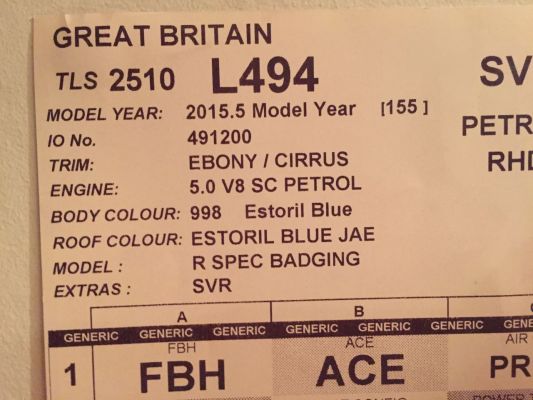 GREAT BRITAIN
TLS 2510 L494 SV
MODEL YEAR: 2015.5 Model Year [155 ]
PETR
IO No. 491200
RHD
TRIM: EBONY / CIRRUS
ENGINE: 5.0 V8 SC PETROL
BODY COLOUR: 998 Estoril Blue
ROOF COLOUR: ESTORIL BLUE JAE
MODEL : R SPEC BADGING
EXTRAS : SVR
A B
GENERIC GENERIC GENERIC GENERIC GENERIC GENERIC GENE
FBH ACE AIR
1 FBH ACE PR